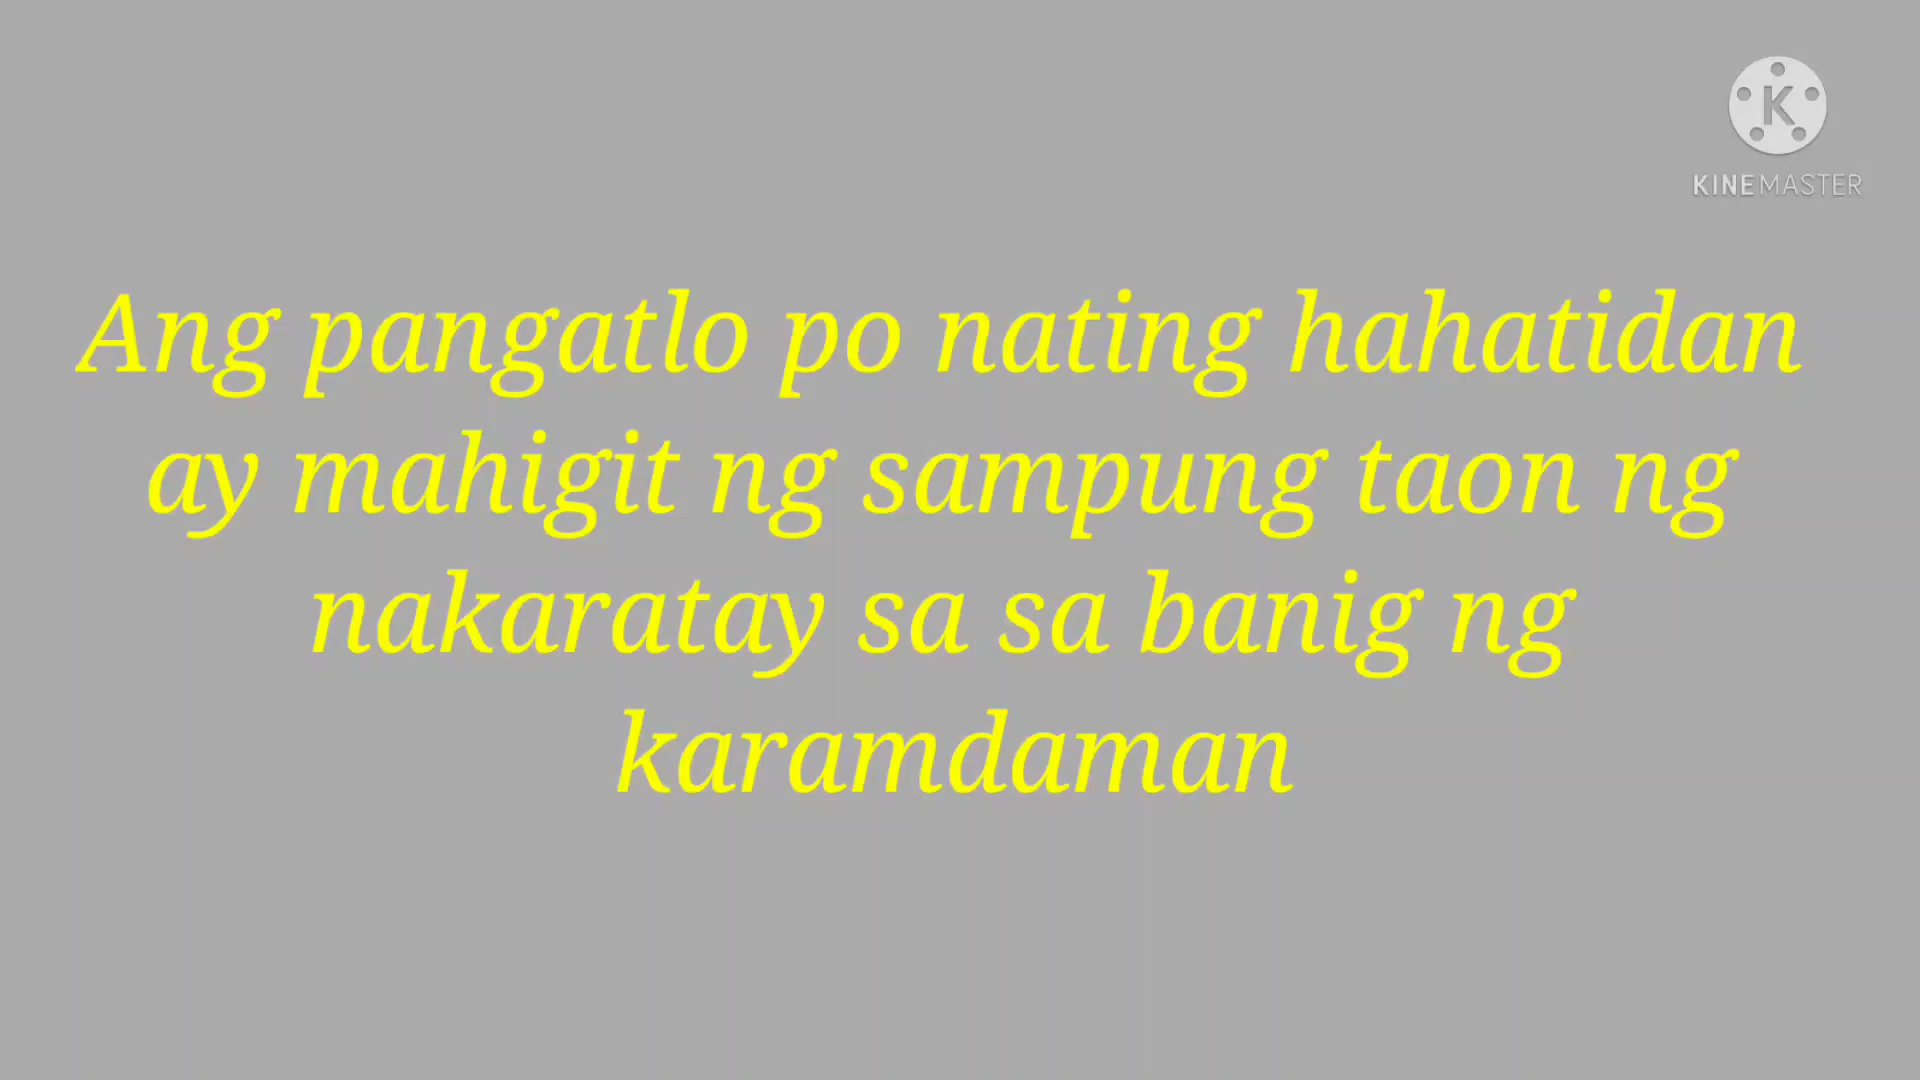 K
KINEMASTER
Ang pangatlo po nating hahatidan
ay mahigit ng sampung taon ng
nakaratay sa sa banig ng
karamdaman